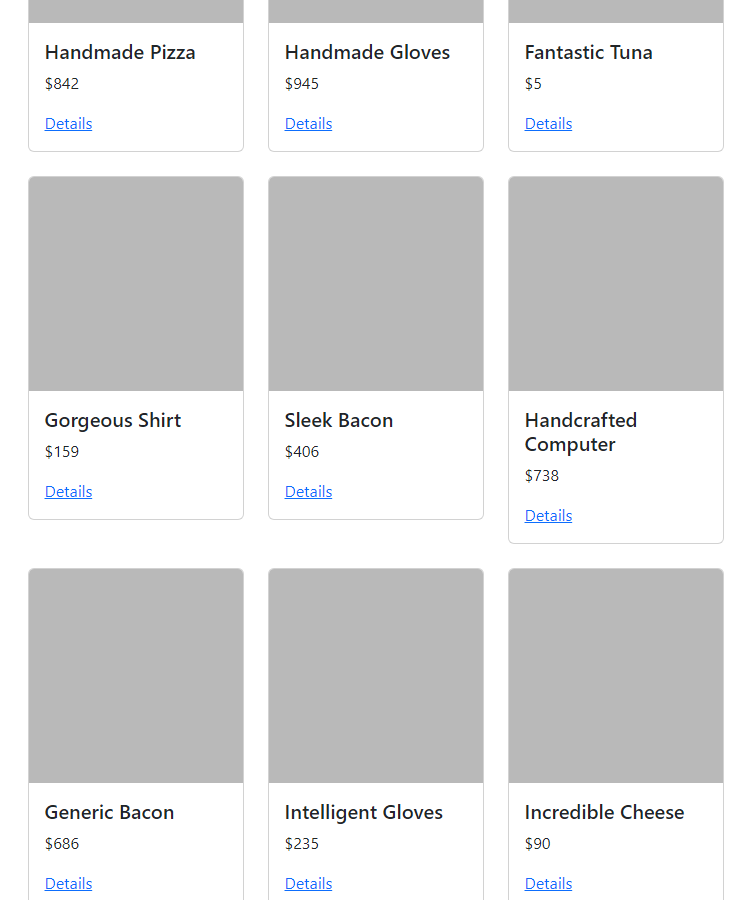 Handmade Pizza
$842
Details
Handmade Gloves
$945
Details
Fantastic Tuna
$5
Details
Gorgeous Shirt
$159
Details
Sleek Bacon
$406
Details
Handcrafted
Computer
$738
Details
Generic Bacon
$686
Details
Intelligent Gloves
$235
Details
Incredible Cheese
$90
Details